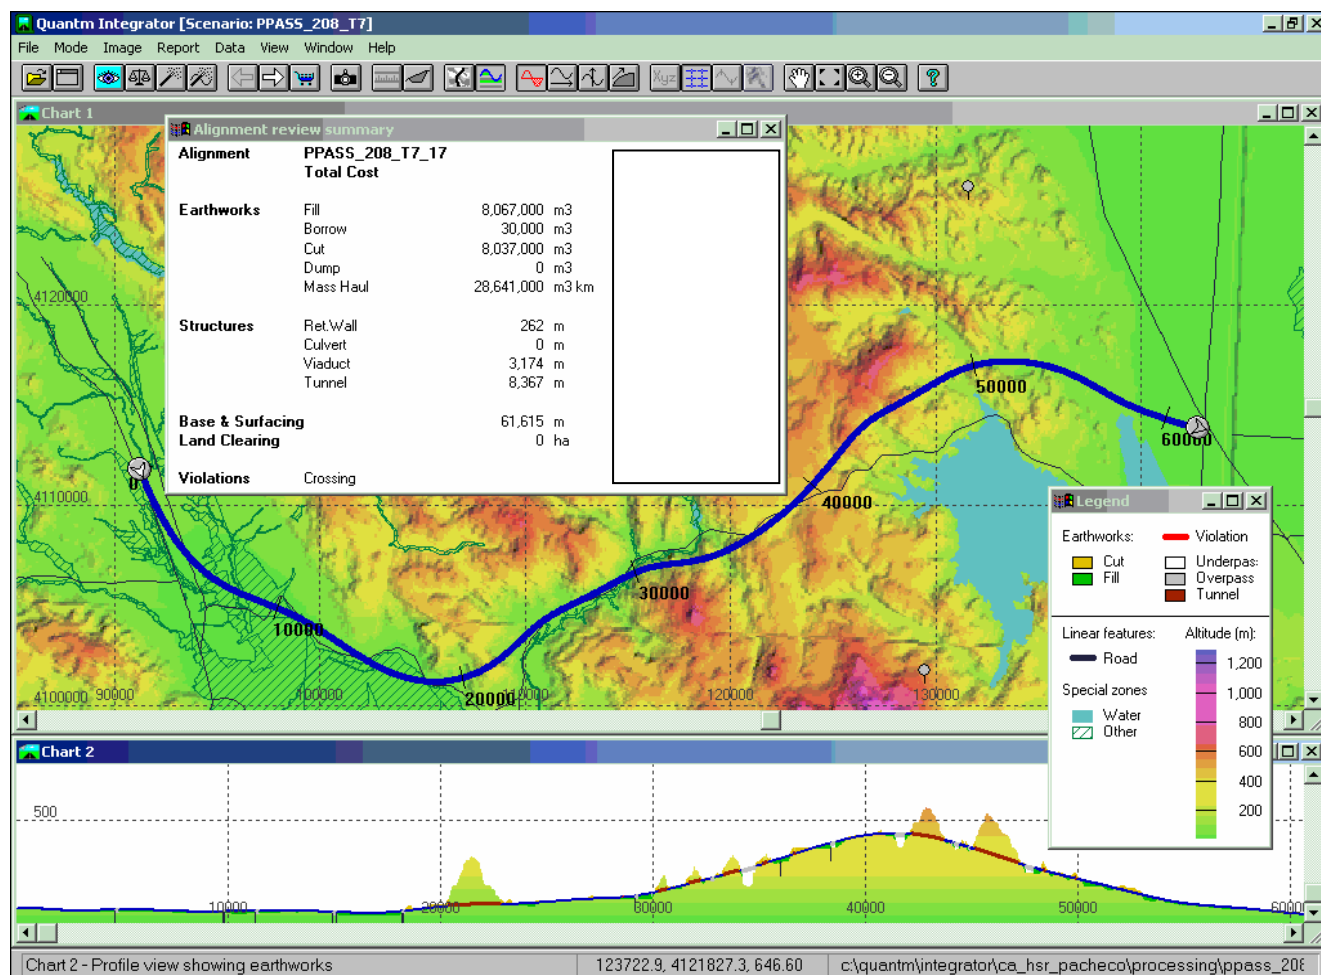 Quantm Integrator [Scenario: PPASS_208_T7]
File Mode Image Report Data View Window Help
Xyz
?
Chart 1
Alignment review summary
Alignment PPASS_208_T7_17
Total Cost
Earthworks Fill 8,067,000 m3
Borrow 30,000 m3
Cut 8,037,000 m3
Dump 0 m3
Mass Haul 28,641,000 m3 km
Structures Ret.Wall 262 m
Culvert 0 m
Viaduct 3,174 m
Tunnel 8,367 m
Base & Surfacing 61,615 m
Land Clearing 0 ha
Violations Crossing
4120000
4110000
4100000 90000 100000 110000 120000 130000
0
10000
20000
30000
40000
50000
60000
Legend
Earthworks: Violation
Cut Underpas:
Fill Overpass
Tunnel
Linear features: Altitude (m):
Road 1,200
Special zones 1,000
Water 800
Other 600
400
200
Chart 2
500
10000 20000 30000 40000 50000 60000
Chart 2 - Profile view showing earthworks 123722.9, 4121827.3, 646.60 c:\quantm\integrator\ca_hsr_pacheco\processing\ppass_208